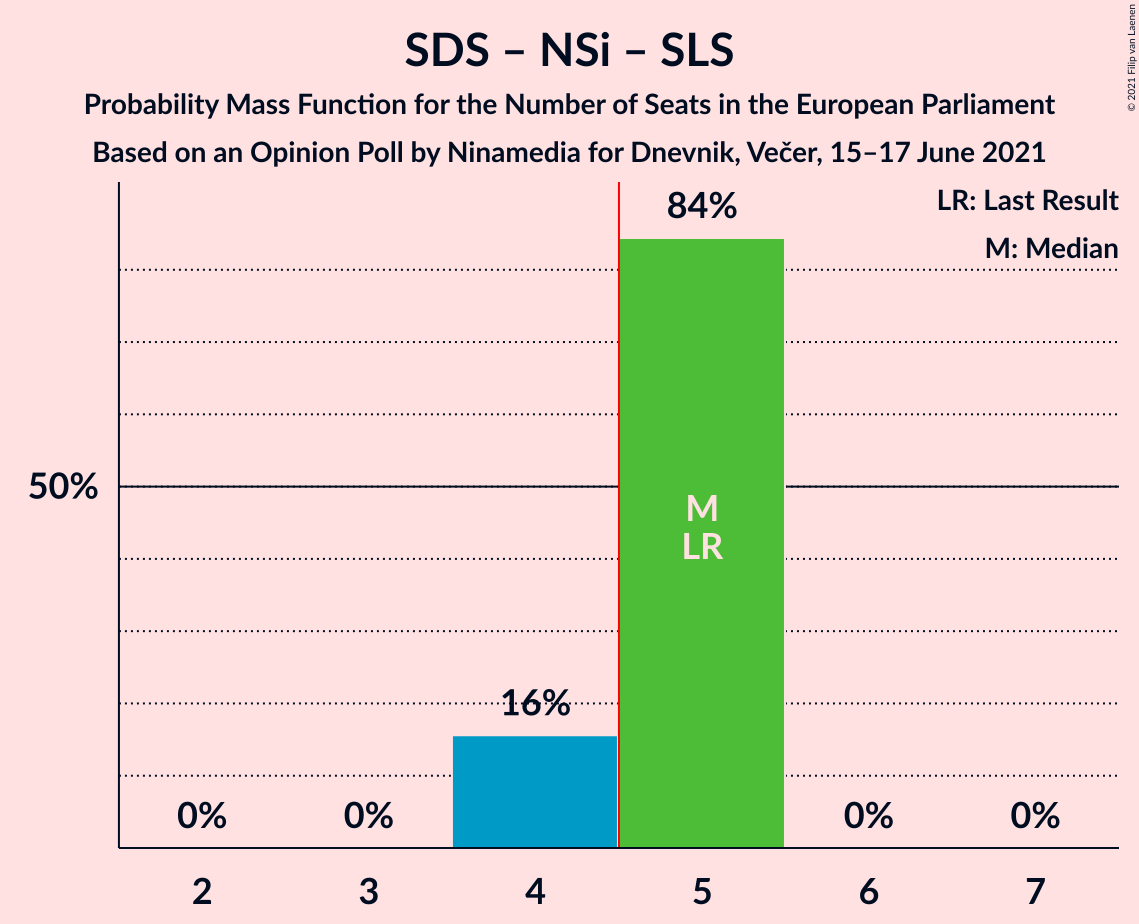 SDS – NSi – SLS
Probability Mass Function for the Number of Seats in the European Parliament
Based on an Opinion Poll by Ninamedia for Dnevnik, Večer, 15–17 June 2021
© 2021 Filip van Laenen
LR: Last Result
M: Median
84%
50%
M
LR
16%
0%
0%
0%
0%
2
3
4
5
6
7